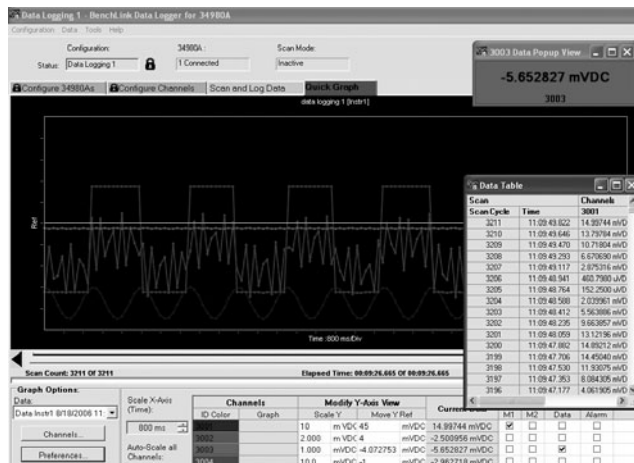 Data Logging 1 - BenchLink Data Logger for 34980A
Configuration Data Tools Help
Configuration: 34980A : Scan Mode:
Status: Data Logging 1 1 Connected Inactive
Configure 34980As Configure Channels Scan and Log Data Quick Graph
data logging 1 [Instr1]
3003 Data Popup View
-5.652827 mVDC
3003
Ref
Time :800 ms/Div
Data Table
Scan Channels
Scan Cycle Time 3001
3211 11:09:49.822 14.99744 mVD
3210 11:09:49.646 13.79784 mVD
3209 11:09:49.470 10.71804 mVD
3208 11:09:49.293 6.670690 mVD
3207 11:09:49.117 2.875316 mVD
3206 11:09:48.941 460.7980 uVD
3205 11:09:48.764 152.2500 uVD
3204 11:09:48.588 2.039961 mVD
3203 11:09:48.412 5.563886 mVD
3202 11:09:48.235 9.663857 mVD
3201 11:09:48.059 13.12196 mVD
3200 11:09:47.882 14.89212 mVD
3199 11:09:47.706 14.45040 mVD
3198 11:09:47.530 11.93075 mVD
3197 11:09:47.353 8.084305 mVD
3196 11:09:47.177 4.061905 mVD
Scan Count: 3211 Of 3211 Elapsed Time: 00:09:26.665 Of 00:09:26.665
Graph Options:
Data:
Data Instr1 8/18/2006 11:
Channels...
Preferences...
Scale X-Axis
(Time):
800 ms
Auto-Scale all
Channels:
Channels Modify Y-Axis View
ID Color Graph Scale Y Move Y Ref M1 M2 Data Alarm
3001 10 m VDC 45 mVDC 14.99744 mVDC
3002 2.000 m VDC 4 mVDC -2.500956 mVDC
3003 1.000 m VDC -4.072753 mVDC -5.652827 mVDC
3004 10.0 m VDC -1 mVDC -2.962718 mVDC